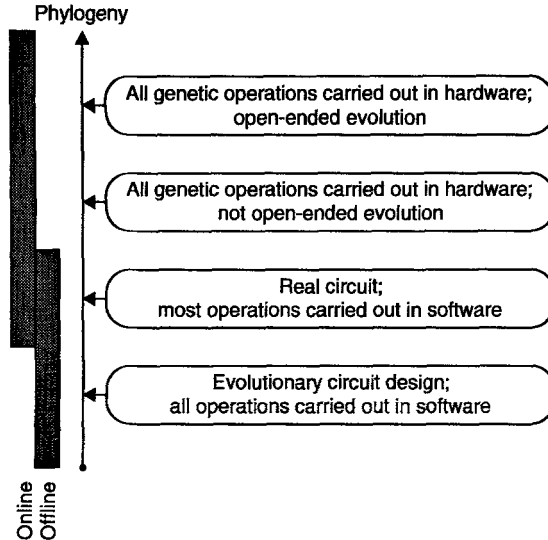 Phylogeny
All genetic operations carried out in hardware;
open-ended evolution
All genetic operations carried out in hardware;
not open-ended evolution
Real circuit;
most operations carried out in software
Evolutionary circuit design;
all operations carried out in software
Online
Offline